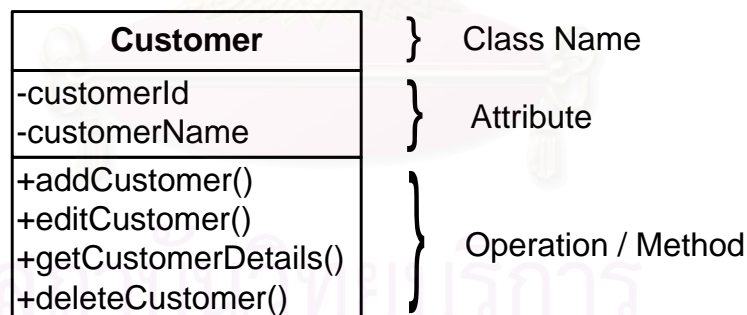 Customer } Class Name
-customerId
-customerName
} Attribute
+addCustomer()
+editCustomer()
+getCustomerDetails()
+deleteCustomer()
} Operation / Method